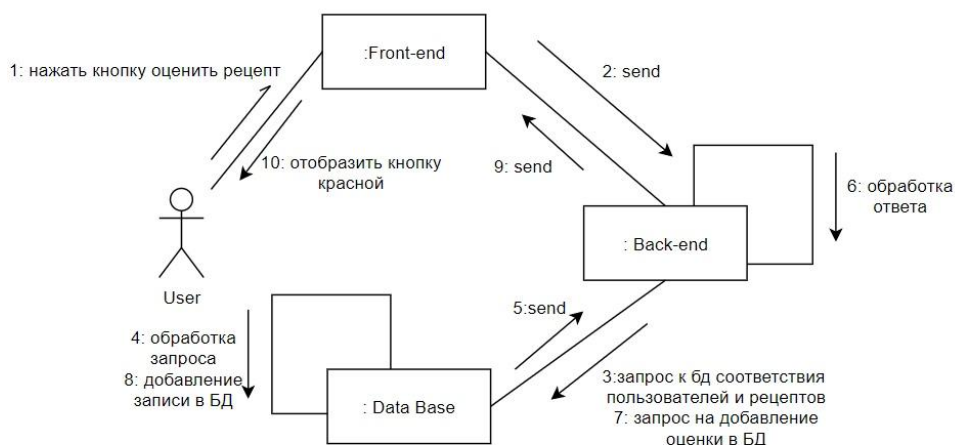 :Front-end
1: нажать кнопку оценить рецепт
2: send
10: отобразить кнопку
красной
9: send
6: обработка
ответа
: Back-end
User
5:send
4: обработка
запроса
8: добавление
записи в БД
: Data Base
3:запрос к бд соответствия
пользователей и рецептов
7: запрос на добавление
оценки в БД